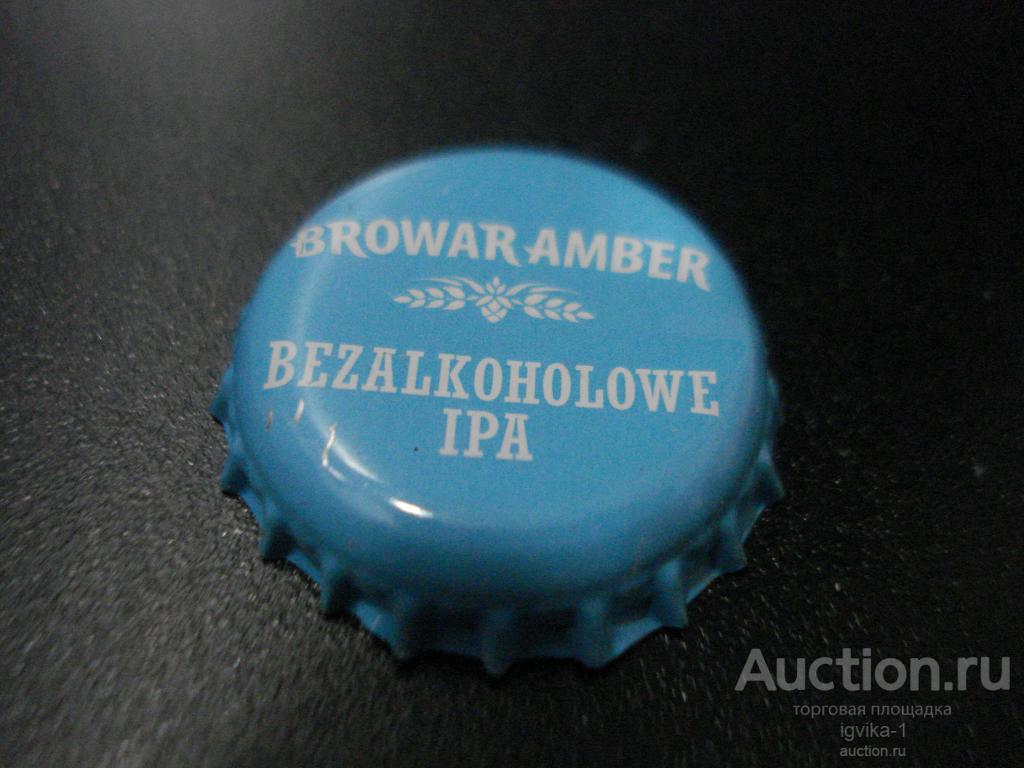 BROWAR AMBER
BEZALKOHOLOWE
IPA
Auction.ru
торговая площадка
igvika-1
auction.ru